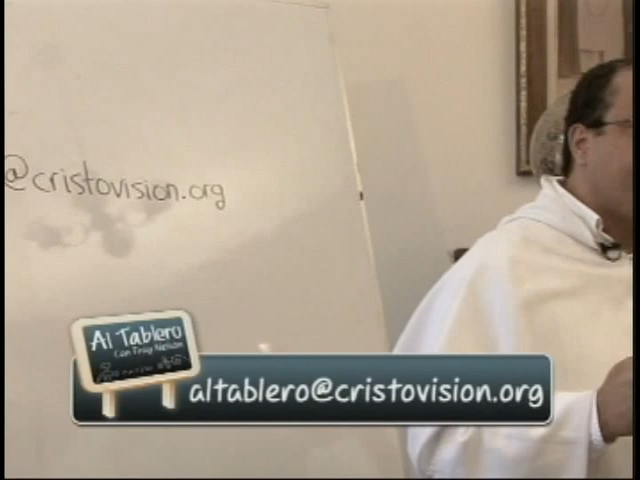 @cristovision.org
Al Tablero
Con Fray Nelson
altablero@cristovision.org